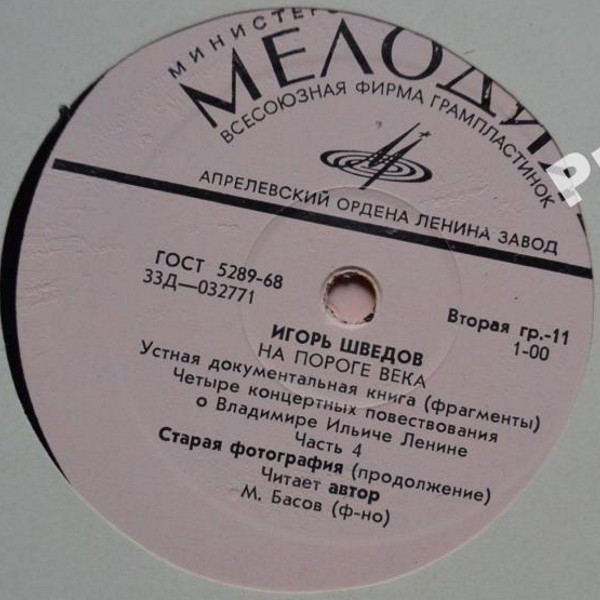 МИНИСТЕР
МЕЛОДИЯ
ВСЕСОЮЗНАЯ ФИРМА ГРАМПЛАСТИНОК
АПРЕЛЕВСКИЙ ОРДЕНА ЛЕНИНА ЗАВОД
ГОСТ 5289-68
33Д—032771
Вторая гр.-11
1-00
ИГОРЬ ШВЕДОВ
НА ПОРОГЕ ВЕКА
Устная документальная книга (фрагменты)
Четыре концертных повествования
о Владимире Ильиче Ленине
Часть 4
Старая фотография (продолжение)
Читает автор
М. Басов (ф-но)